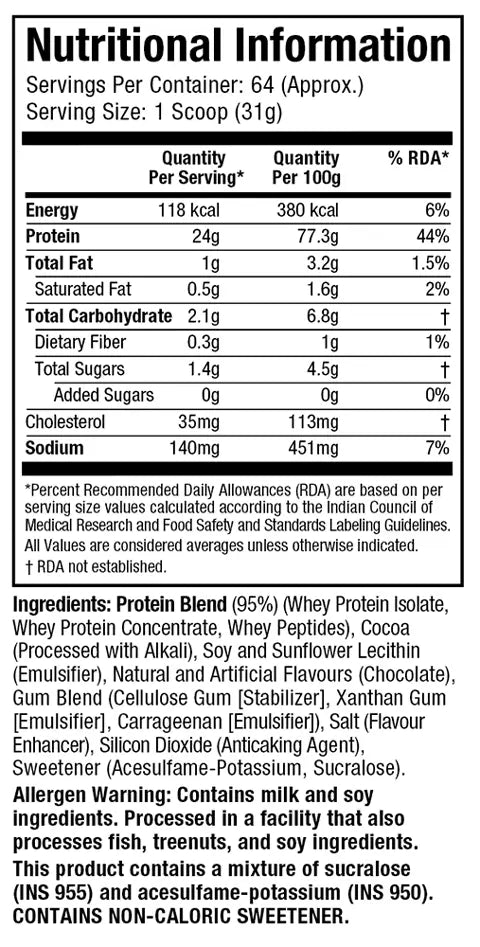 Nutritional Information
Servings Per Container: 64 (Approx.)
Serving Size: 1 Scoop (31g)
Quantity Per Serving* Quantity Per 100g % RDA*
Energy 118 kcal 380 kcal 6%
Protein 24g 77.3g 44%
Total Fat 1g 3.2g 1.5%
Saturated Fat 0.5g 1.6g 2%
Total Carbohydrate 2.1g 6.8g †
Dietary Fiber 0.3g 1g 1%
Total Sugars 1.4g 4.5g †
Added Sugars 0g 0g 0%
Cholesterol 35mg 113mg †
Sodium 140mg 451mg 7%
*Percent Recommended Daily Allowances (RDA) are based on per
serving size values calculated according to the Indian Council of
Medical Research and Food Safety and Standards Labeling Guidelines.
All Values are considered averages unless otherwise indicated.
† RDA not established.
Ingredients: Protein Blend (95%) (Whey Protein Isolate,
Whey Protein Concentrate, Whey Peptides), Cocoa
(Processed with Alkali), Soy and Sunflower Lecithin
(Emulsifier), Natural and Artificial Flavours (Chocolate),
Gum Blend (Cellulose Gum [Stabilizer], Xanthan Gum
[Emulsifier], Carrageenan [Emulsifier]), Salt (Flavour
Enhancer), Silicon Dioxide (Anticaking Agent),
Sweetener (Acesulfame-Potassium, Sucralose).
Allergen Warning: Contains milk and soy
ingredients. Processed in a facility that also
processes fish, treenuts, and soy ingredients.
This product contains a mixture of sucralose
(INS 955) and acesulfame-potassium (INS 950).
CONTAINS NON-CALORIC SWEETENER.